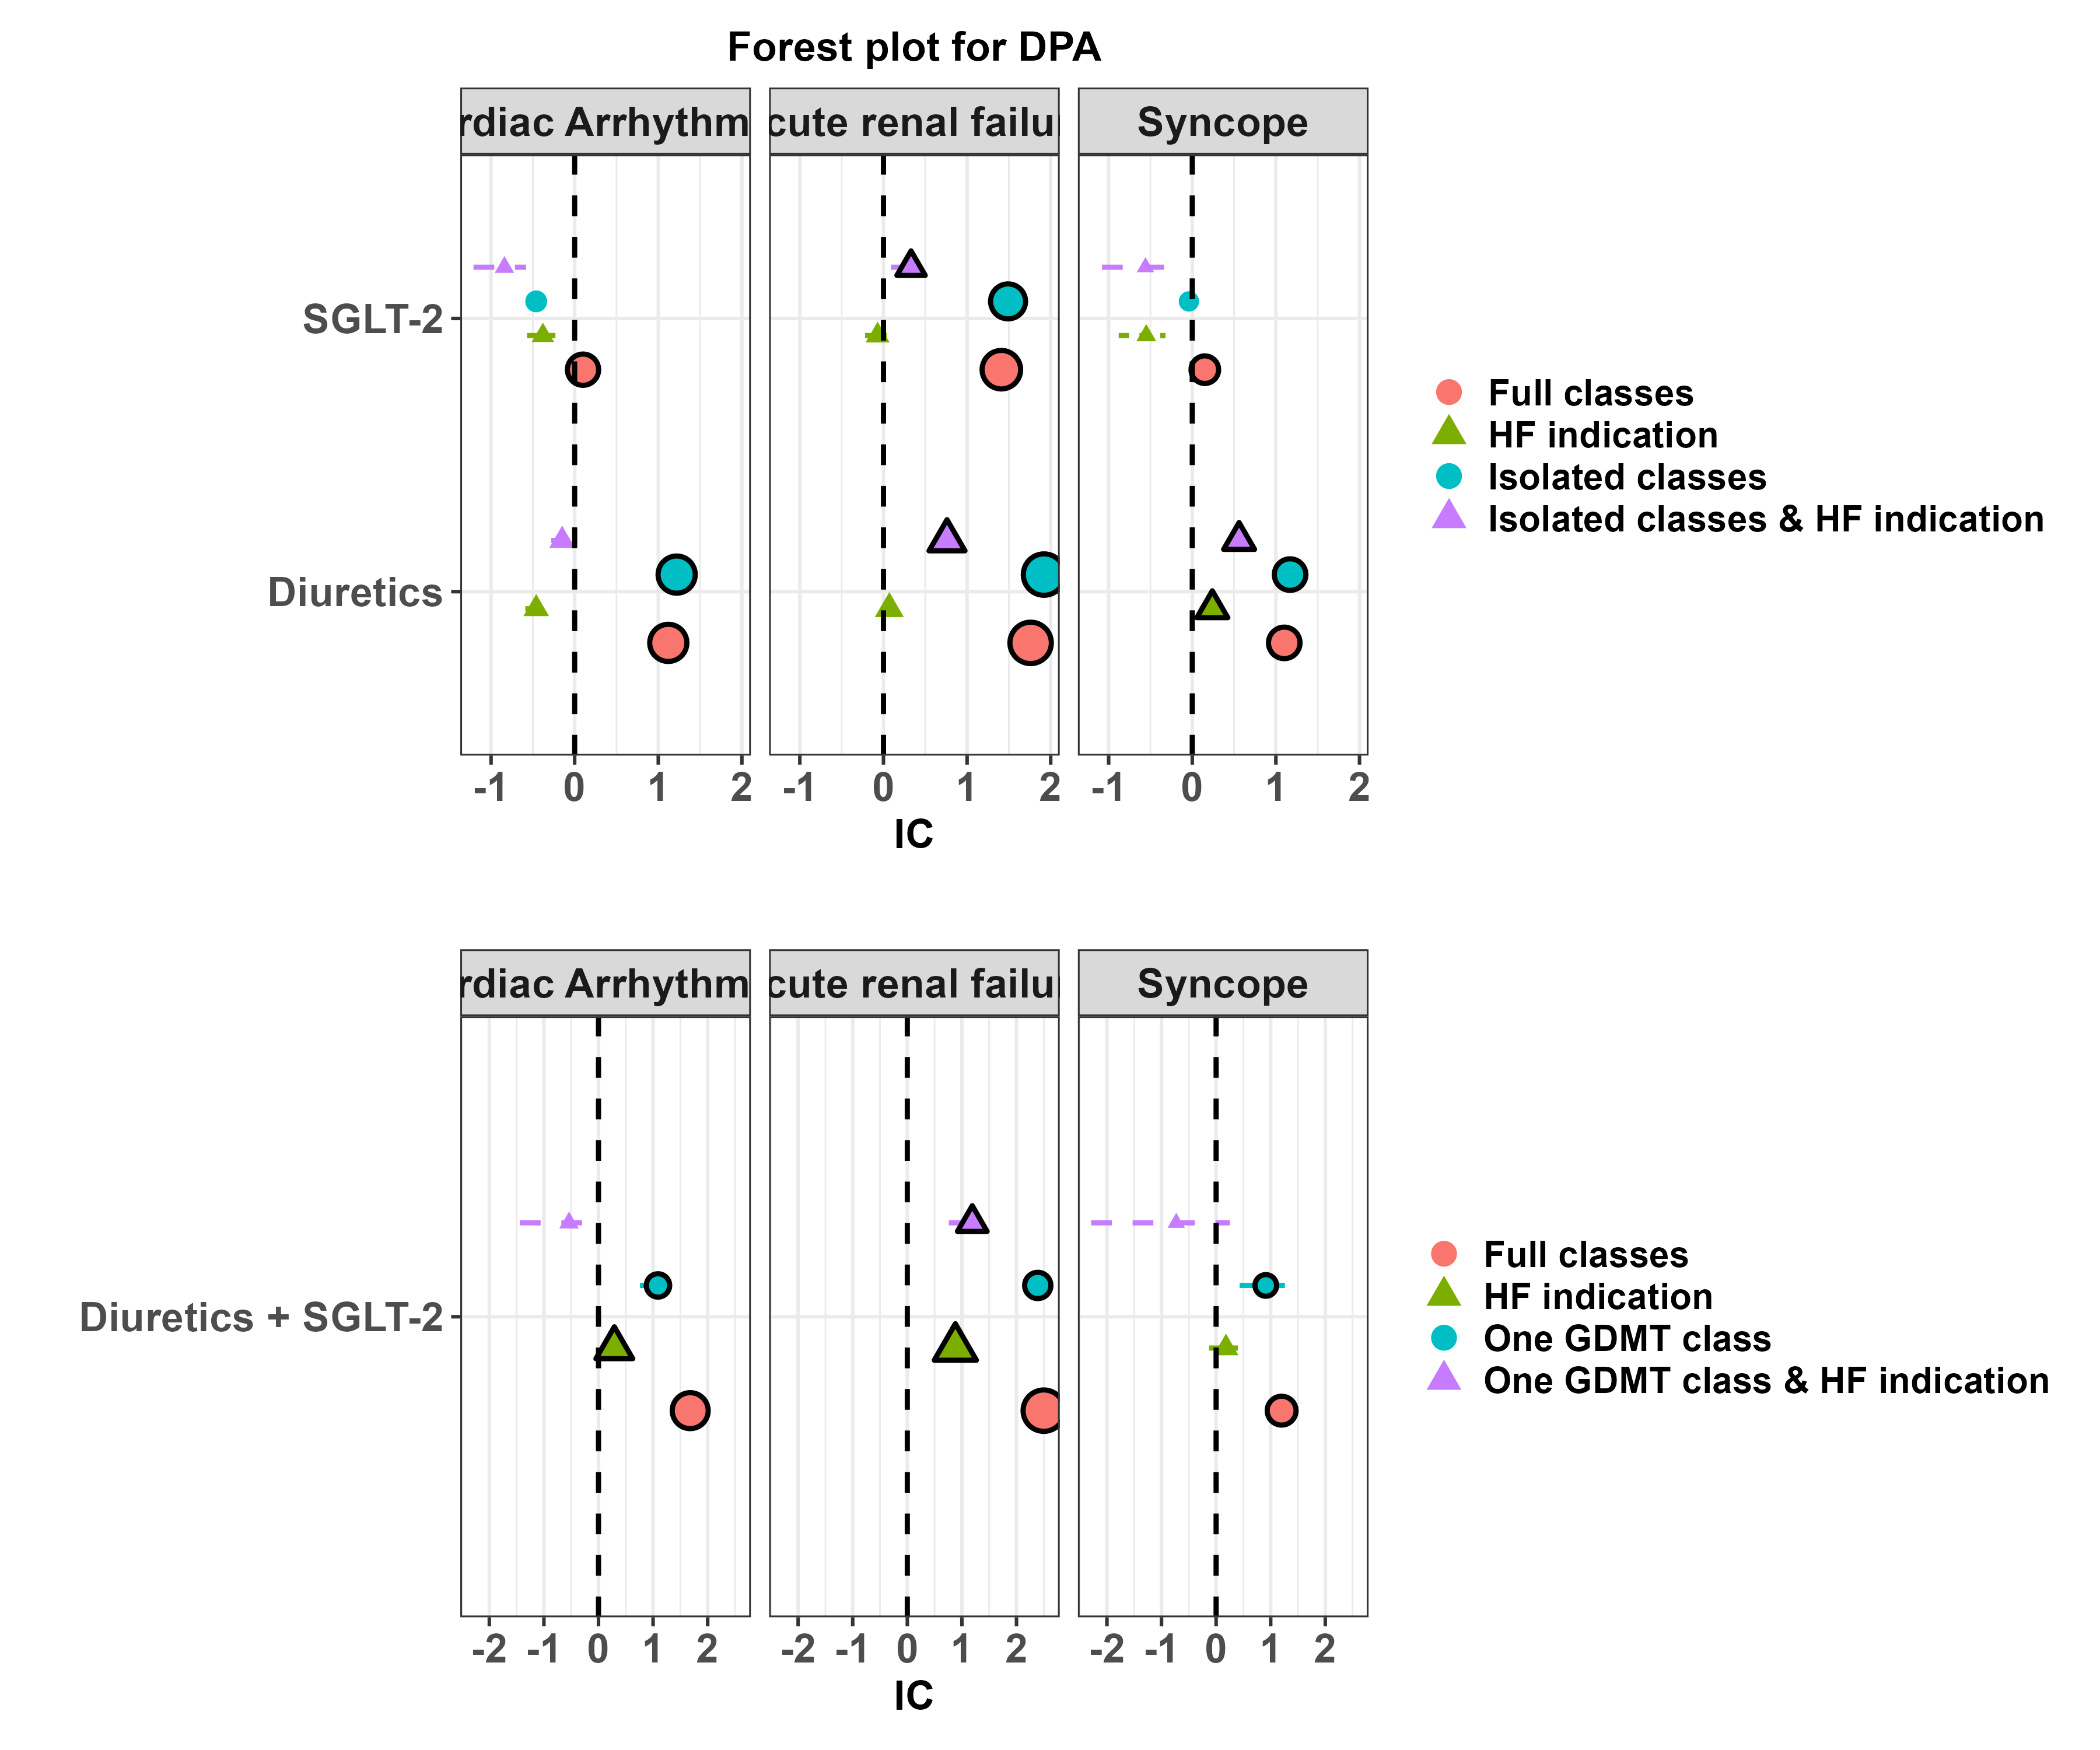 Forest plot for DPA
rdiac Arrhythm cute renal failu Syncope
SGLT-2
Diuretics
-1 0 1 2 -1 0 1 2 -1 0 1 2
IC
Full classes
HF indication
Isolated classes
Isolated classes & HF indication
rdiac Arrhythm cute renal failu Syncope
Diuretics + SGLT-2
-2 -1 0 1 2 -2 -1 0 1 2 -2 -1 0 1 2
IC
Full classes
HF indication
One GDMT class
One GDMT class & HF indication